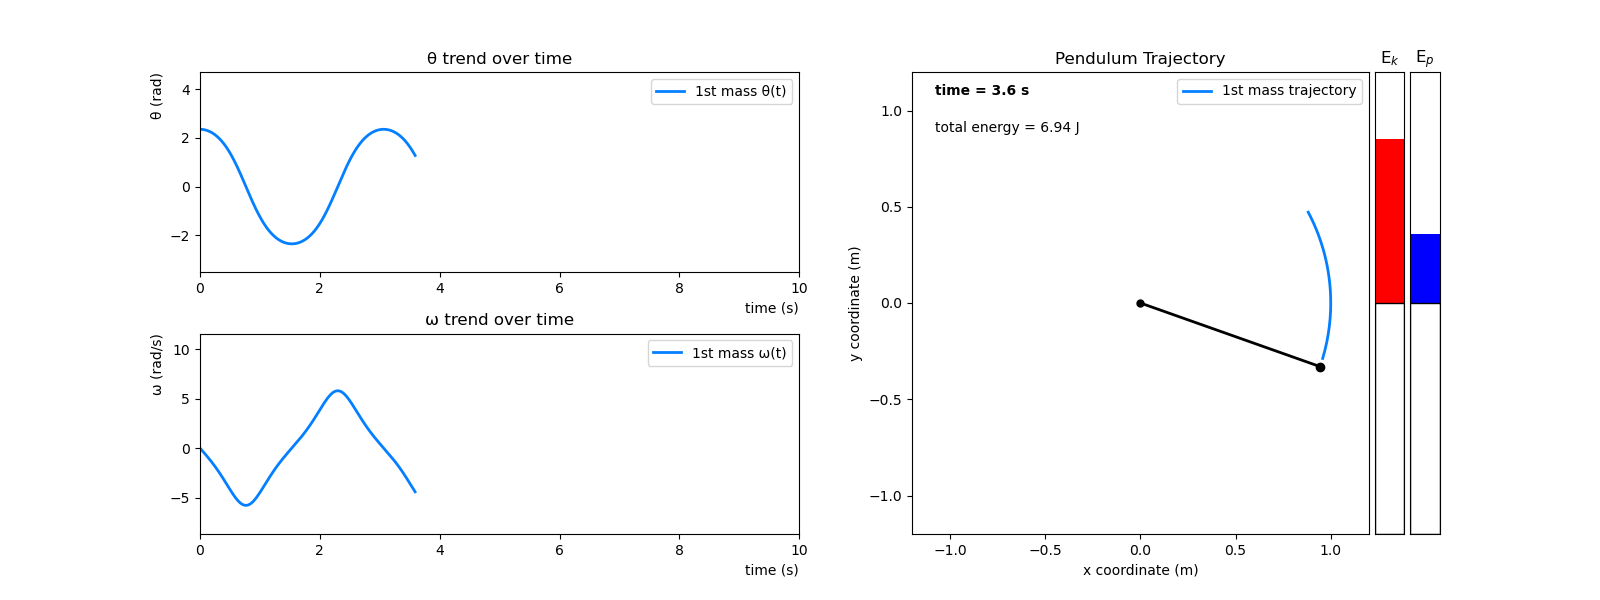 θ trend over time
θ (rad)
1st mass θ(t)
4
2
0
−2
0 2 4 6 8 10
time (s)
ω trend over time
ω (rad/s)
1st mass ω(t)
10
5
0
−5
0 2 4 6 8 10
time (s)
Pendulum Trajectory
time = 3.6 s
total energy = 6.94 J
1st mass trajectory
y coordinate (m)
1.0
0.5
0.0
−0.5
−1.0
−1.0 −0.5 0.0 0.5 1.0
x coordinate (m)
Eₖ
Eₚ